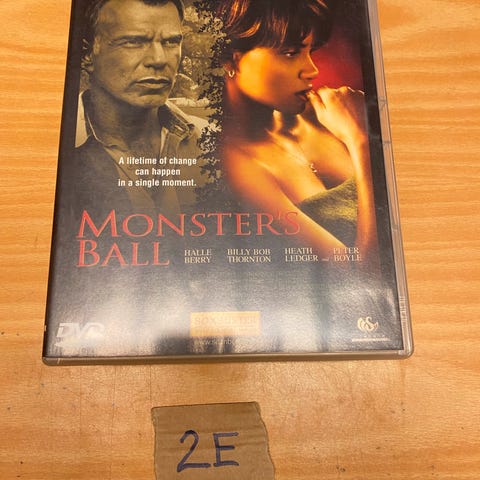 A lifetime of change
can happen
in a single moment.
MONSTER'S
BALL
HALLE
BERRY
BILLY BOB
THORNTON
HEATH
LEDGER
and
PETER
BOYLE
DVD
2E